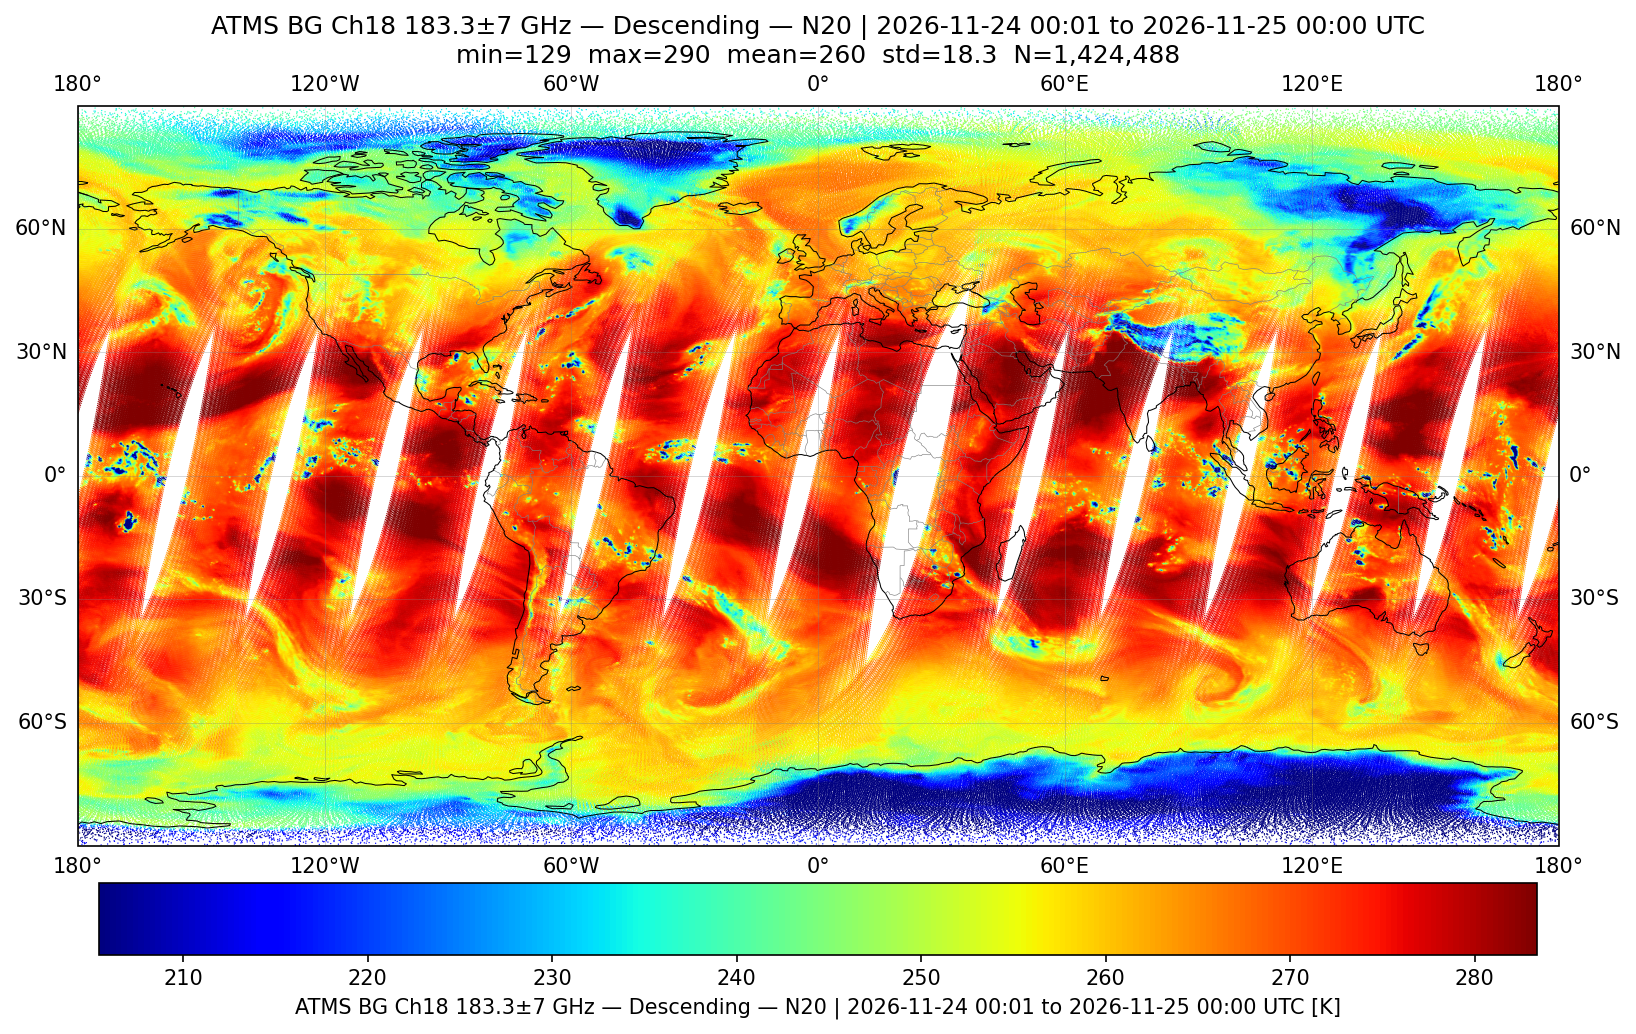 ATMS BG Ch18 183.3±7 GHz — Descending — N20 | 2026-11-24 00:01 to 2026-11-25 00:00 UTC
min=129 max=290 mean=260 std=18.3 N=1,424,488
180° 120°W 60°W 0° 60°E 120°E 180°
60°N 60°N
30°N 30°N
0° 0°
30°S 30°S
60°S 60°S
180° 120°W 60°W 0° 60°E 120°E 180°
210 220 230 240 250 260 270 280
ATMS BG Ch18 183.3±7 GHz — Descending — N20 | 2026-11-24 00:01 to 2026-11-25 00:00 UTC [K]